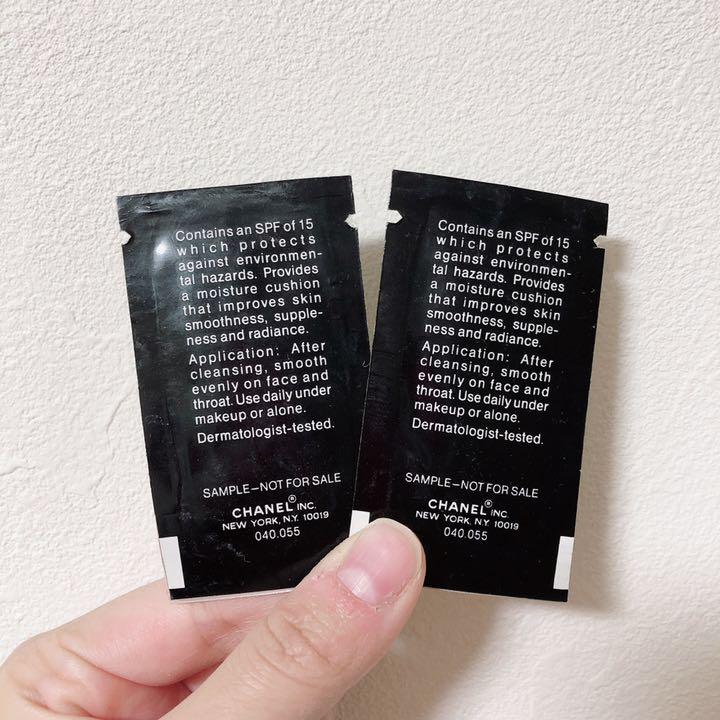 Contains an SPF of 15
which protects
against environmen-
tal hazards. Provides
a moisture cushion
that improves skin
smoothness, supple-
ness and radiance.
Application: After
cleansing, smooth
evenly on face and
throat. Use daily under
makeup or alone.
Dermatologist-tested.
SAMPLE–NOT FOR SALE
CHANEL® INC.
NEW YORK, N.Y. 10019
040.055
Contains an SPF of 15
which protects
against environmen-
tal hazards. Provides
a moisture cushion
that improves skin
smoothness, supple-
ness and radiance.
Application: After
cleansing, smooth
evenly on face and
throat. Use daily under
makeup or alone.
Dermatologist-tested.
SAMPLE–NOT FOR SALE
CHANEL® INC.
NEW YORK, N.Y. 10019
040.055